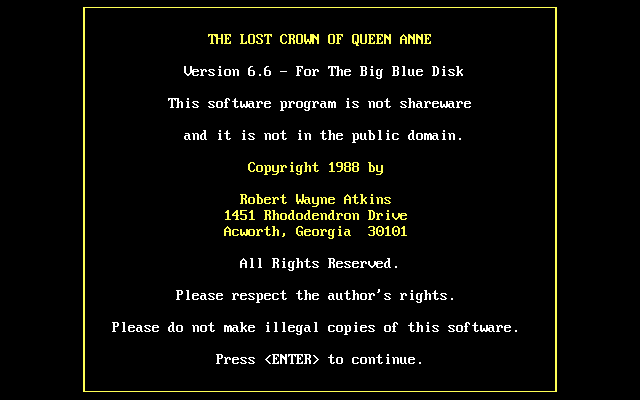 THE LOST CROWN OF QUEEN ANNE
Version 6.6 - For The Big Blue Disk
This software program is not shareware
and it is not in the public domain.
Copyright 1988 by
Robert Wayne Atkins
1451 Rhododendron Drive
Acworth, Georgia  30101
All Rights Reserved.
Please respect the author's rights.
Please do not make illegal copies of this software.
Press <ENTER> to continue.